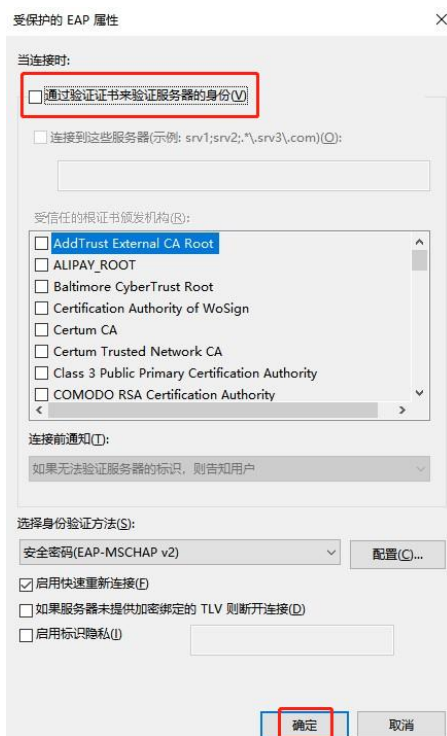 受保护的 EAP 属性
当连接时:
通过验证证书来验证服务器的身份(V)
连接到这些服务器(示例: srv1;srv2;.*\.srv3\.com)(O):
受信任的根证书颁发机构(R):
AddTrust External CA Root
ALIPAY_ROOT
Baltimore CyberTrust Root
Certification Authority of WoSign
Certum CA
Certum Trusted Network CA
Class 3 Public Primary Certification Authority
COMODO RSA Certification Authority
连接前通知(T):
如果无法验证服务器的标识，则告知用户
选择身份验证方法(S):
安全密码(EAP-MSCHAP v2)
配置(C)...
启用快速重新连接(F)
如果服务器未提供加密绑定的 TLV 则断开连接(D)
启用标识隐私(I)
确定
取消